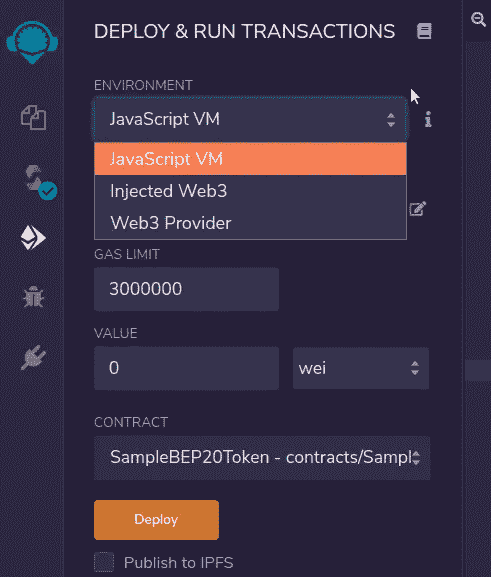 DEPLOY & RUN TRANSACTIONS
ENVIRONMENT
JavaScript VM
JavaScript VM
Injected Web3
Web3 Provider
GAS LIMIT
3000000
VALUE
0 wei
CONTRACT
SampleBEP20Token - contracts/Sampl
Deploy
Publish to IPFS